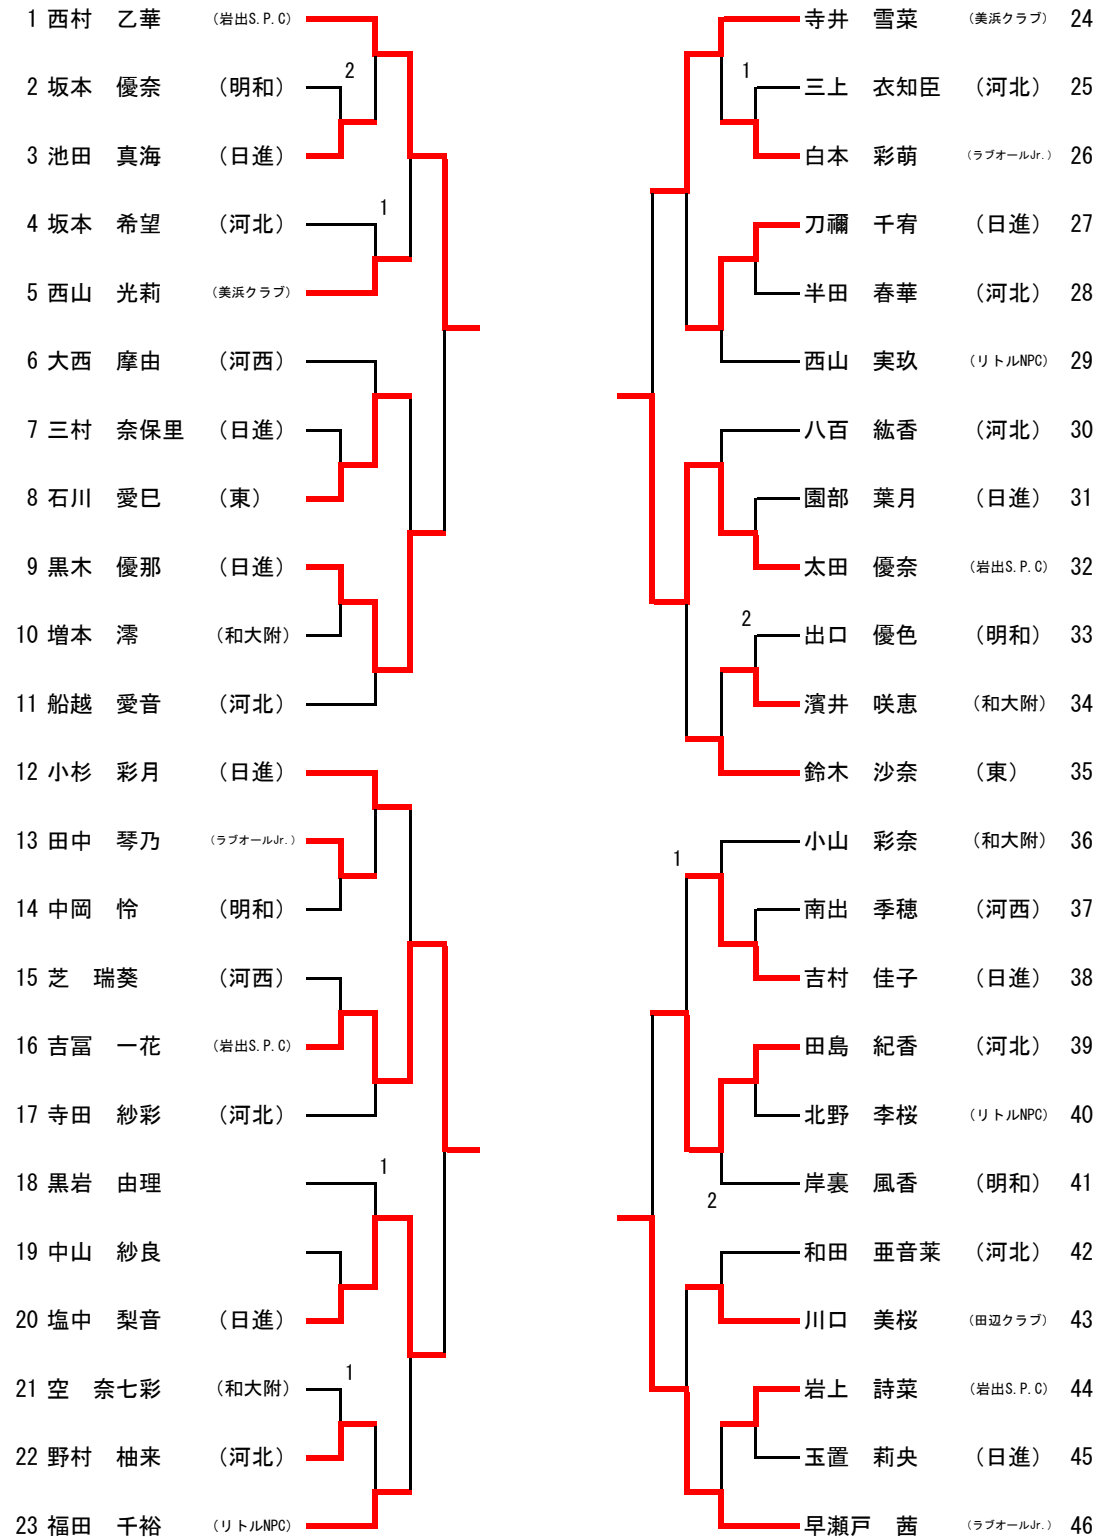 1 西村　乙華 (岩出S.P.C)
2 坂本　優奈 (明和)
2
3 池田　真海 (日進)
4 坂本　希望 (河北)
1
5 西山　光莉 (美浜クラブ)
6 大西　摩由 (河西)
7 三村　奈保里 (日進)
8 石川　愛巳 (東)
9 黒木　優那 (日進)
10 増本　澪 (和大附)
11 船越　愛音 (河北)
12 小杉　彩月 (日進)
13 田中　琴乃 (ラブオールJr.)
14 中岡　怜 (明和)
15 芝　瑞葵 (河西)
16 吉冨　一花 (岩出S.P.C)
17 寺田　紗彩 (河北)
1
18 黒岩　由理
19 中山　紗良
20 塩中　梨音 (日進)
1
21 空　奈七彩 (和大附)
22 野村　柚来 (河北)
23 福田　千裕 (リトルNPC)
寺井　雪菜 (美浜クラブ) 24
1
三上　衣知臣 (河北) 25
白本　彩萌 (ラブオールJr.) 26
刀禰　千宥 (日進) 27
半田　春華 (河北) 28
西山　実玖 (リトルNPC) 29
八百　紘香 (河北) 30
園部　葉月 (日進) 31
太田　優奈 (岩出S.P.C) 32
2
出口　優色 (明和) 33
濱井　咲恵 (和大附) 34
鈴木　沙奈 (東) 35
小山　彩奈 (和大附) 36
1
南出　季穂 (河西) 37
吉村　佳子 (日進) 38
田島　紀香 (河北) 39
北野　李桜 (リトルNPC) 40
岸裏　風香 (明和) 41
2
和田　亜音莱 (河北) 42
川口　美桜 (田辺クラブ) 43
岩上　詩菜 (岩出S.P.C) 44
玉置　莉央 (日進) 45
早瀬戸　茜 (ラブオールJr.) 46